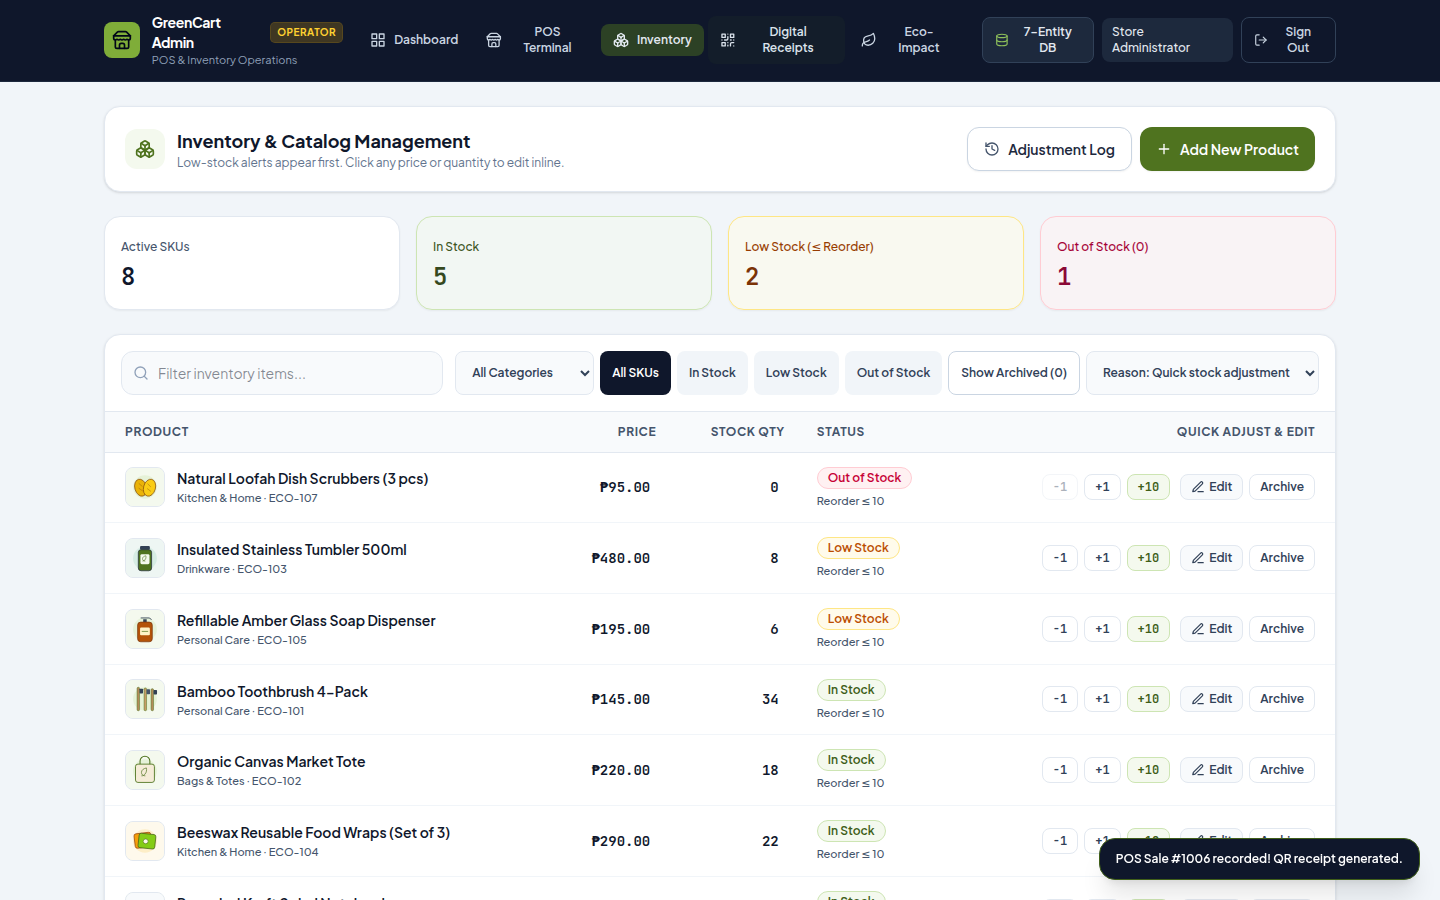 GreenCart
Admin
OPERATOR
POS & Inventory Operations
Dashboard
POS
Terminal
Inventory
Digital
Receipts
Eco-
Impact
7-Entity
DB
Store
Administrator
Sign
Out
Inventory & Catalog Management
Low-stock alerts appear first. Click any price or quantity to edit inline.
Adjustment Log
Add New Product
Active SKUs
8
In Stock
5
Low Stock (≤ Reorder)
2
Out of Stock (0)
1
Filter inventory items...
All Categories
All SKUs
In Stock
Low Stock
Out of Stock
Show Archived (0)
Reason: Quick stock adjustment
PRODUCT PRICE STOCK QTY STATUS QUICK ADJUST & EDIT
Natural Loofah Dish Scrubbers (3 pcs)
Kitchen & Home · ECO-107
₱95.00 0
Out of Stock
Reorder ≤ 10
-1 +1 +10 Edit Archive
Insulated Stainless Tumbler 500ml
Drinkware · ECO-103
₱480.00 8
Low Stock
Reorder ≤ 10
-1 +1 +10 Edit Archive
Refillable Amber Glass Soap Dispenser
Personal Care · ECO-105
₱195.00 6
Low Stock
Reorder ≤ 10
-1 +1 +10 Edit Archive
Bamboo Toothbrush 4-Pack
Personal Care · ECO-101
₱145.00 34
In Stock
Reorder ≤ 10
-1 +1 +10 Edit Archive
Organic Canvas Market Tote
Bags & Totes · ECO-102
₱220.00 18
In Stock
Reorder ≤ 10
-1 +1 +10 Edit Archive
Beeswax Reusable Food Wraps (Set of 3)
Kitchen & Home · ECO-104
₱290.00 22
In Stock
Reorder ≤ 10
-1
POS Sale #1006 recorded! QR receipt generated.
In Stock